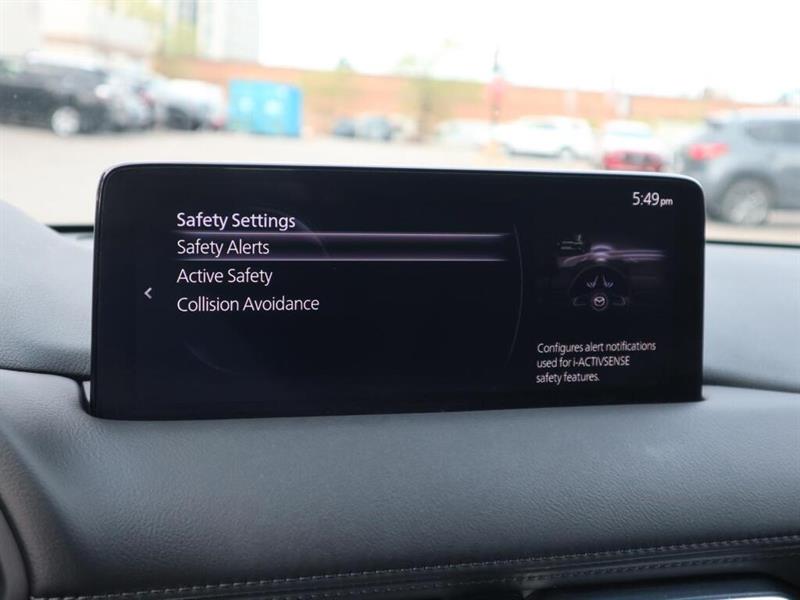 5:49pm
Safety Settings
Safety Alerts
Active Safety
Collision Avoidance
Configures alert notifications
used for i-ACTIVSENSE
safety features.